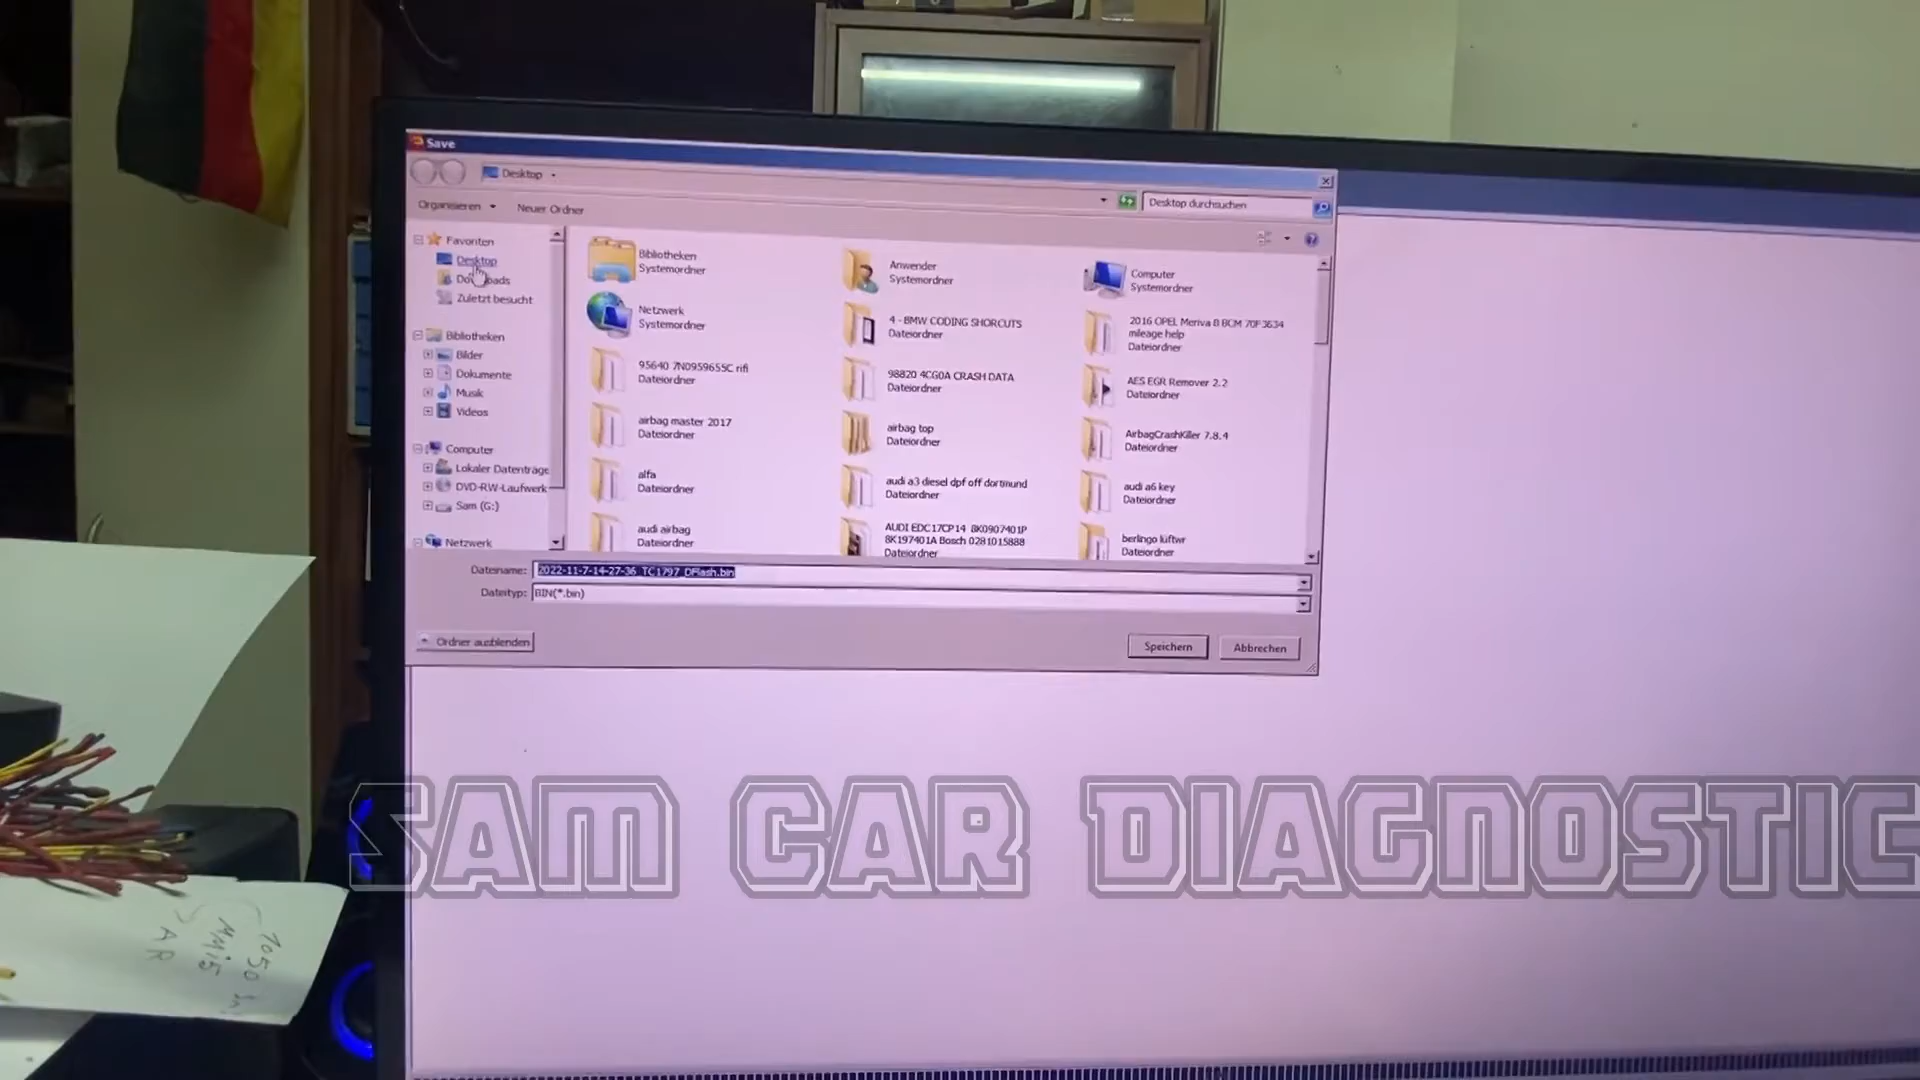 Save
Desktop
Organisieren
Neuer Ordner
Desktop durchsuchen
Favoriten
Desktop
Downloads
Zuletzt besucht
Bibliotheken
Bilder
Dokumente
Musik
Videos
Computer
Lokaler Datenträge
DVD-RW-Laufwerk
Sam (G:)
Netzwerk
Bibliotheken
Systemordner
Anwender
Systemordner
Computer
Systemordner
Netzwerk
Systemordner
4 - BMW CODING SHORCUTS
Dateiordner
2016 OPEL Meriva B BCM 70F3634
mileage help
Dateiordner
95640 7N0959655C rifi
Dateiordner
98820 4CG0A CRASH DATA
Dateiordner
AES EGR Remover 2.2
Dateiordner
airbag master 2017
Dateiordner
airbag top
Dateiordner
AirbagCrashKiller 7.8.4
Dateiordner
alfa
Dateiordner
audi a3 diesel dpf off dortmund
Dateiordner
audi a6 key
Dateiordner
audi airbag
Dateiordner
AUDI EDC17CP14 8K0907401P
8K197401A Bosch 0281015888
Dateiordner
berlingo lüftwr
Dateiordner
Dateiname: 2022-11-7-14-27-36_TC1797_DFlash.bin
Dateityp: BIN(*.bin)
Ordner ausblenden
Speichern
Abbrechen
SAM CAR DIAGNOSTIC
1050
AR